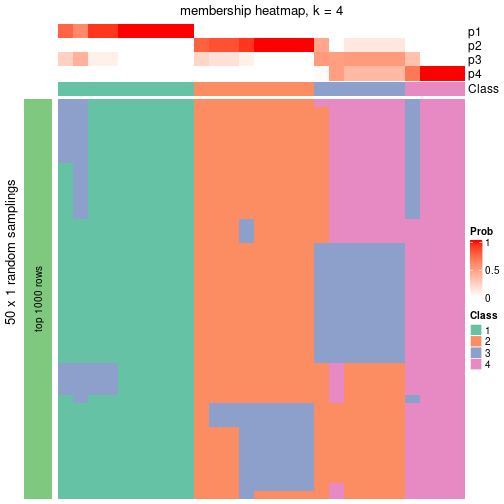 membership heatmap, k = 4
p1
p2
p3
p4
Class
50 x 1 random samplings
top 1000 rows
Prob
1
0.5
0
Class
1
2
3
4